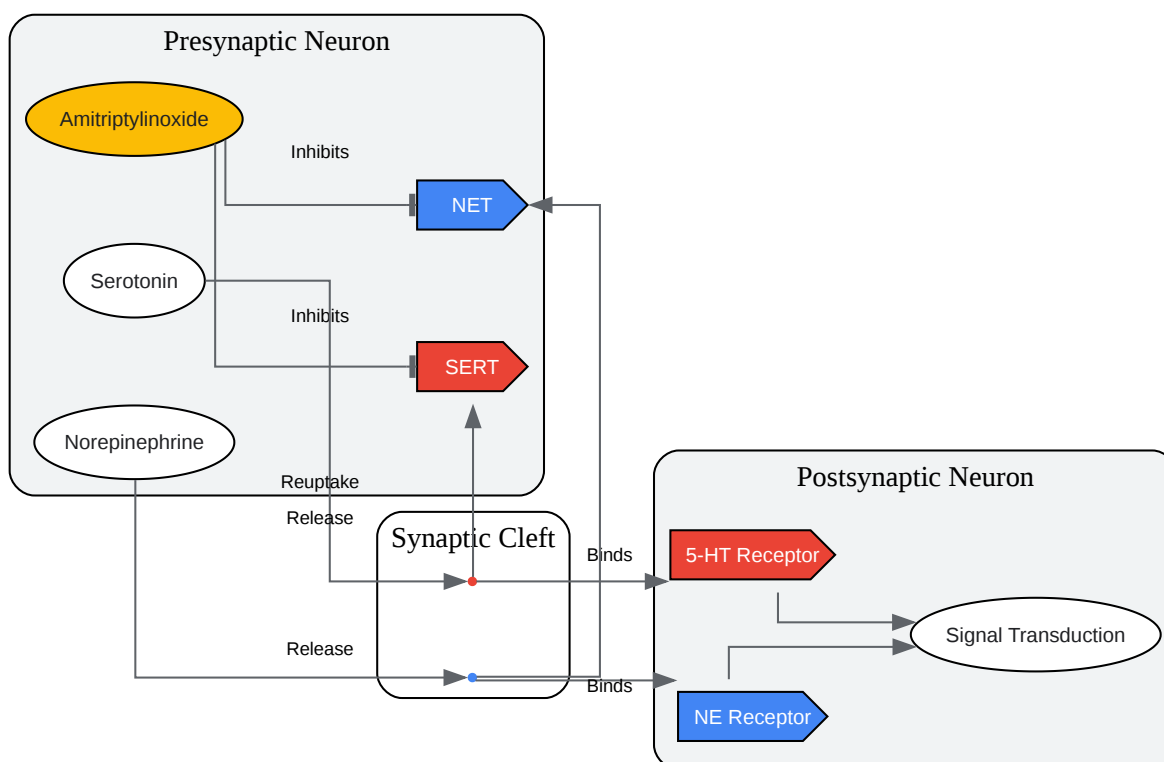 Presynaptic Neuron
Amitriptylinoxide
Inhibits
NET
Serotonin
Inhibits
SERT
Norepinephrine
Reuptake
Release
Synaptic Cleft
Binds
Release
Binds
Postsynaptic Neuron
5-HT Receptor
Signal Transduction
NE Receptor